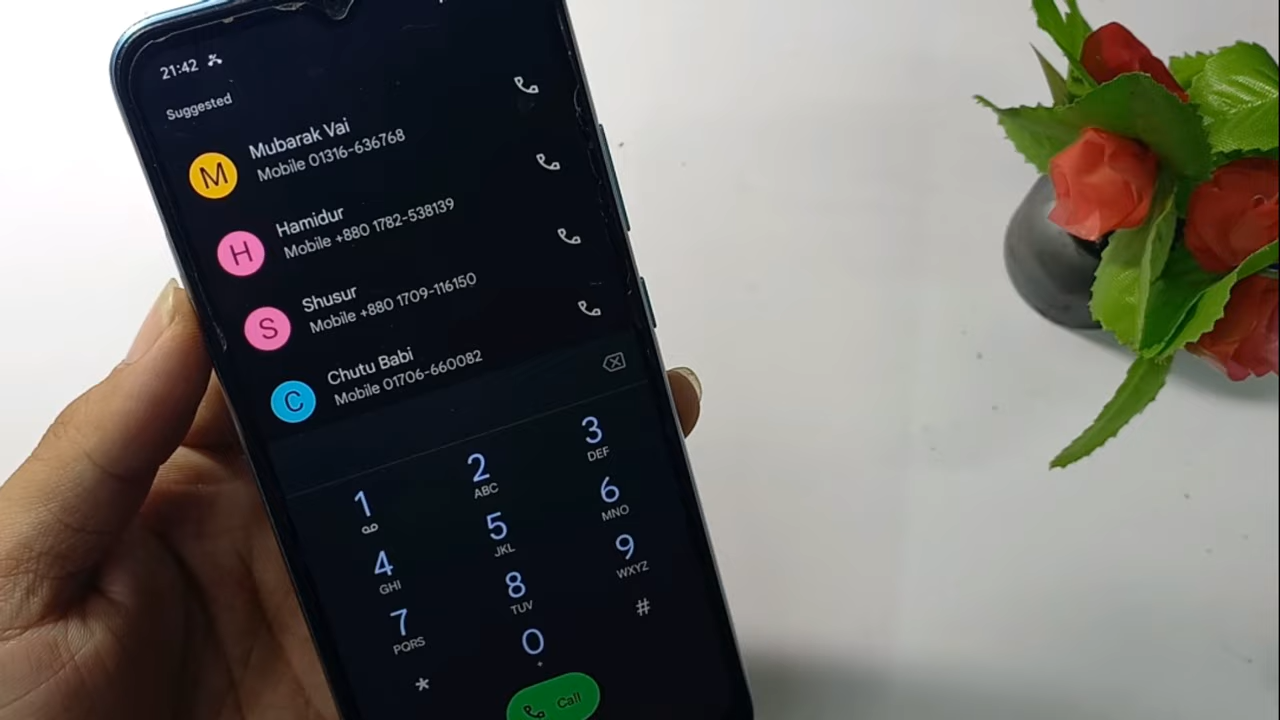 21:42
Suggested
M
Mubarak Vai
Mobile 01316-636768
H
Hamidur
Mobile +880 1782-538139
S
Shusur
Mobile +880 1709-116150
C
Chutu Babi
Mobile 01706-660082
1 2 ABC 3 DEF
4 GHI 5 JKL 6 MNO
7 PQRS 8 TUV 9 WXYZ
* 0 + #
Call